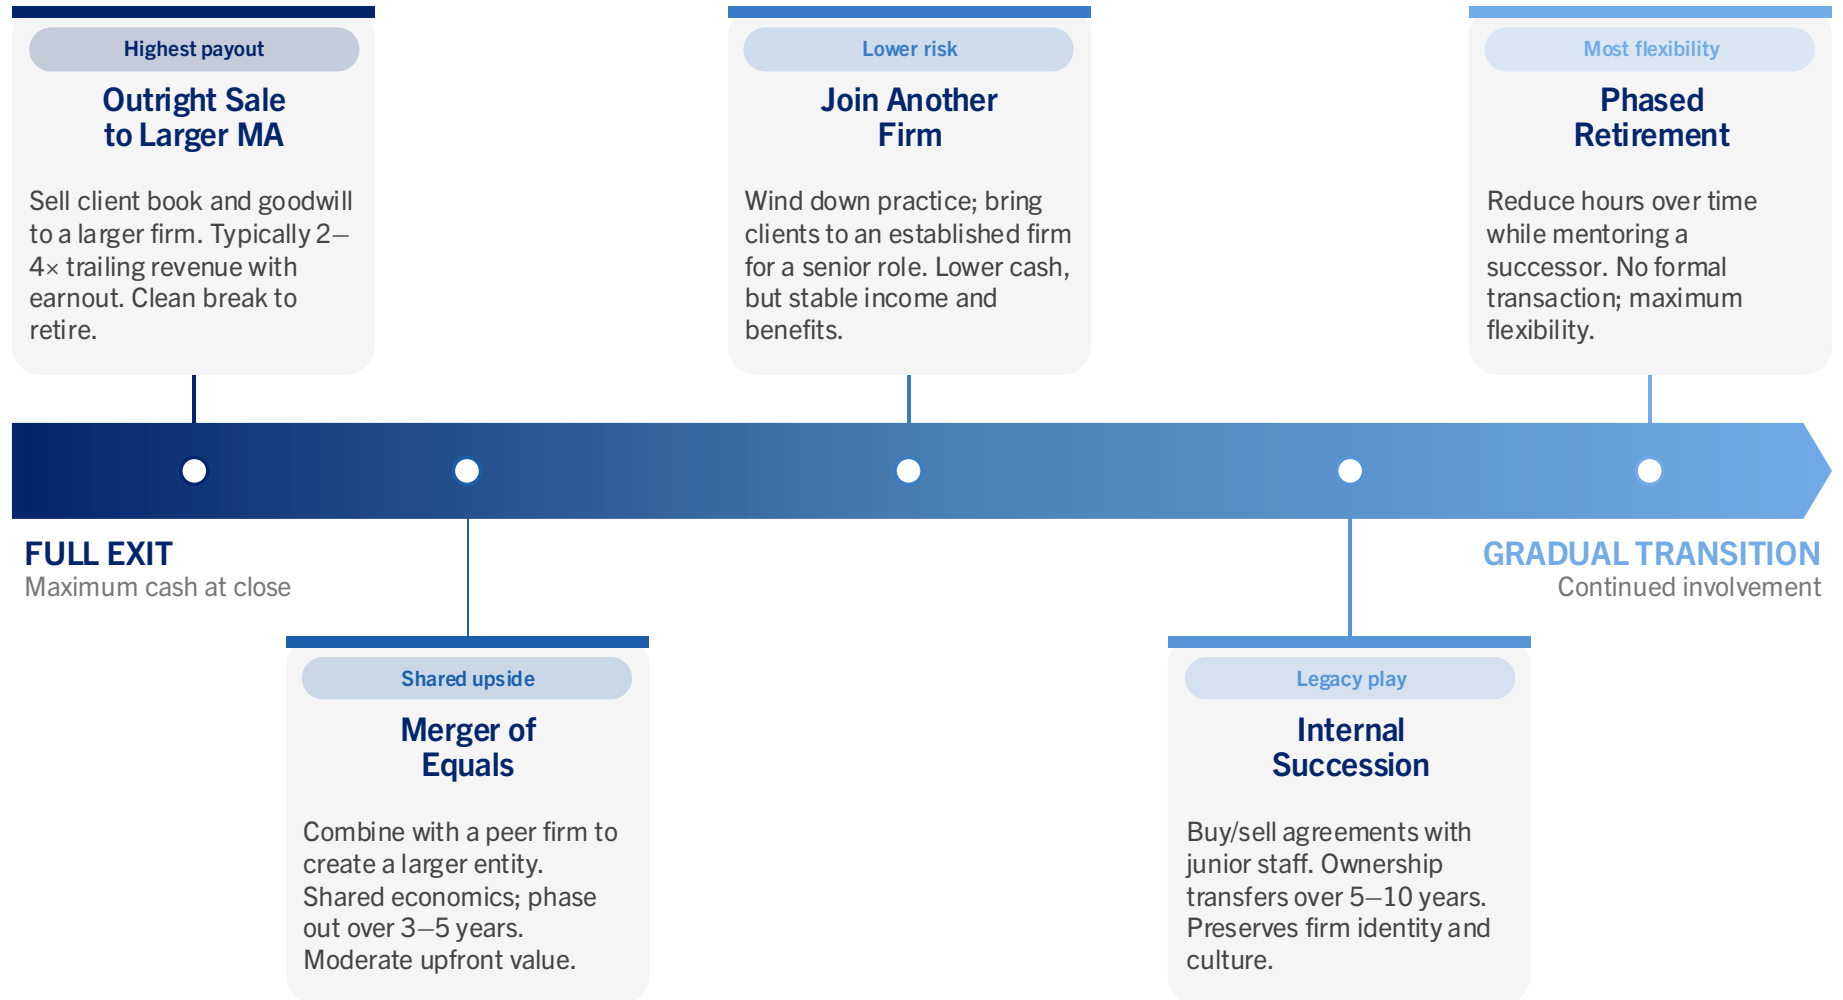 Highest payout
Outright Sale
to Larger MA
Sell client book and goodwill
to a larger firm. Typically 2–
4× trailing revenue with
earnout. Clean break to
retire.
Lower risk
Join Another
Firm
Wind down practice; bring
clients to an established firm
for a senior role. Lower cash,
but stable income and
benefits.
Most flexibility
Phased
Retirement
Reduce hours over time
while mentoring a
successor. No formal
transaction; maximum
flexibility.
FULL EXIT
Maximum cash at close
GRADUAL TRANSITION
Continued involvement
Shared upside
Merger of
Equals
Combine with a peer firm to
create a larger entity.
Shared economics; phase
out over 3–5 years.
Moderate upfront value.
Legacy play
Internal
Succession
Buy/sell agreements with
junior staff. Ownership
transfers over 5–10 years.
Preserves firm identity and
culture.